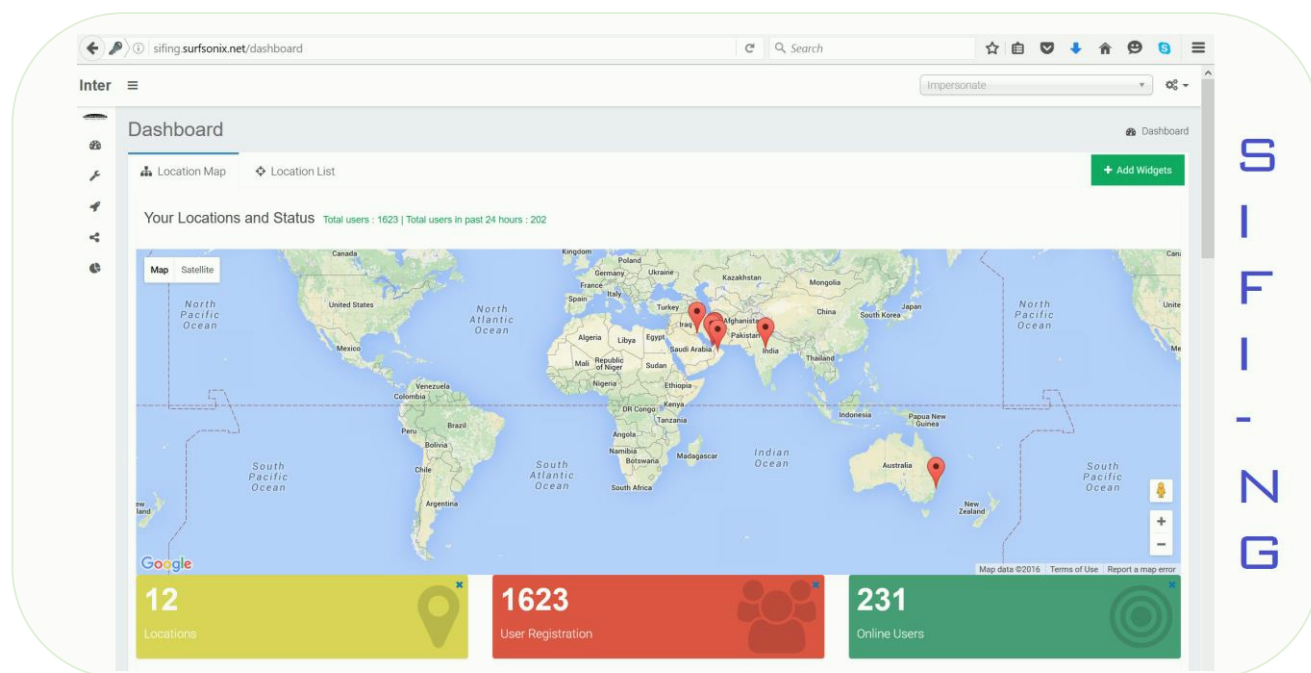 sifing.surfsonix.net/dashboard
Search
Inter
Impersonate
Dashboard
Dashboard
Location Map
Location List
+ Add Widgets
Your Locations and Status Total users : 1623 | Total users in past 24 hours : 202
Map Satellite
Canada
Kingdom
Poland
Germany
Ukraine
France
Kazakhstan
Mongolia
Spain
Italy
Turkey
North
Pacific
Ocean
United States
North
Atlantic
Ocean
Iraq
Afghanista
China
South Korea
Japan
North
Pacific
Ocean
Unite
Algeria
Libya
Egypt
Saudi Arabia
Pakistan
India
Thailand
Mexico
Me
Mali
Republic
of Niger
Sudan
Nigeria
Ethiopia
Venezuela
Colombia
DR Congo
Kenya
Tanzania
Indonesia
Papua New
Guinea
Peru
Brazil
Bolivia
Angola
Namibia
Botswana
Madagascar
Indian
Ocean
Australia
South
Pacific
Ocean
Chile
South
Atlantic
Ocean
South Africa
South
Pacific
Ocean
Argentina
ew
land
New
Zealand
Can
+
-
Google
Map data ©2016 Terms of Use Report a map error
12
Locations
1623
User Registration
231
Online Users
S
I
F
I
-
N
G